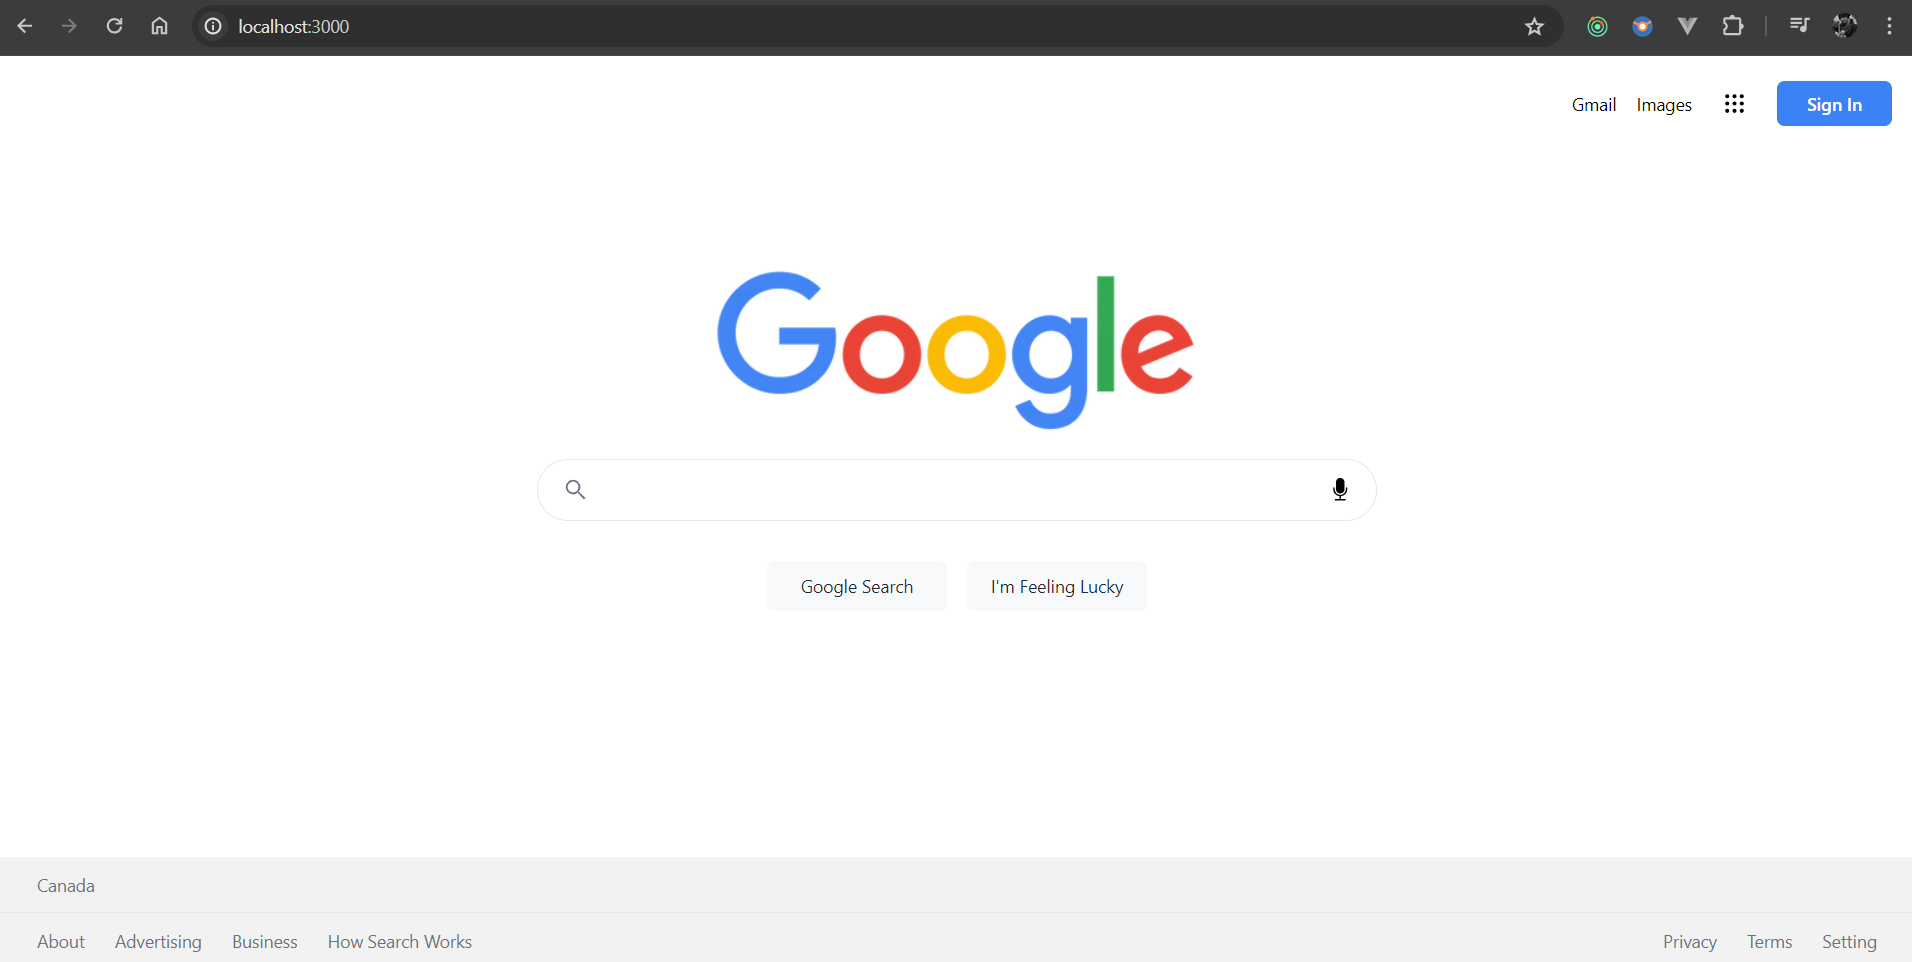 localhost:3000
Gmail Images Sign In
Google
Google Search I'm Feeling Lucky
Canada
About Advertising Business How Search Works Privacy Terms Setting